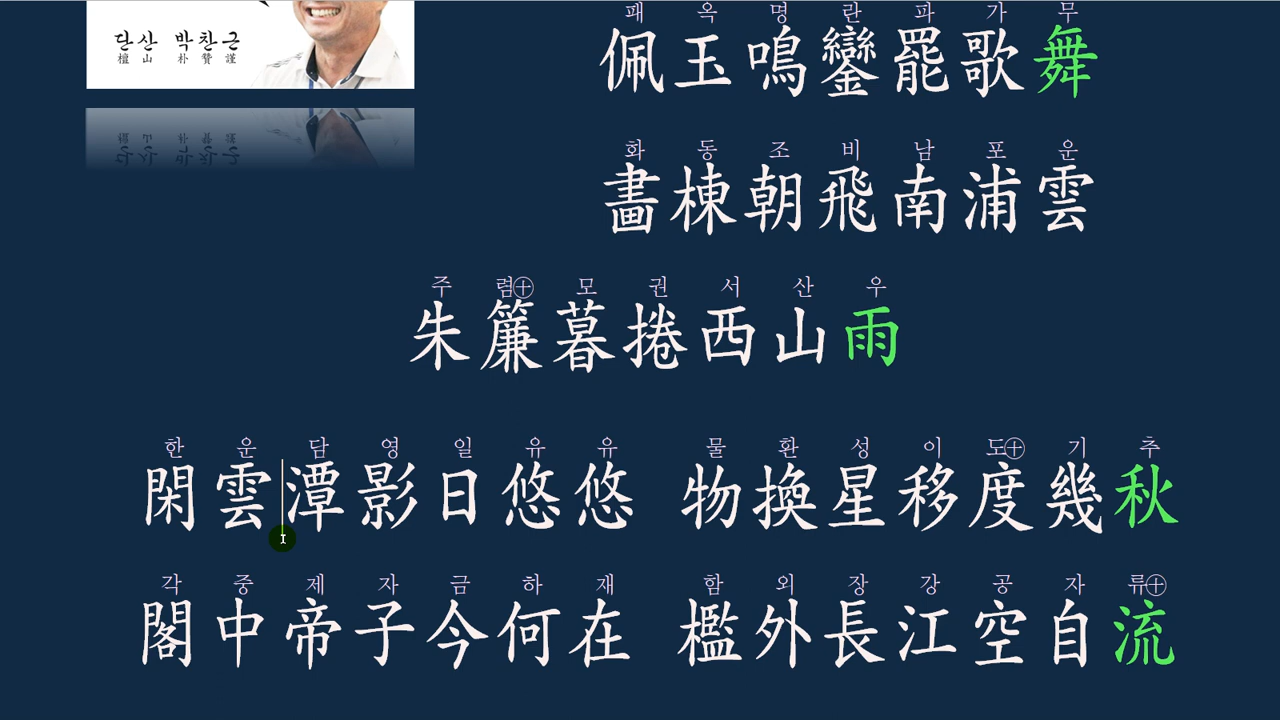 단산 박찬근
檀山 朴贊謹
패 옥 명 란 파 가 무
佩玉鳴鑾罷歌舞
화 동 조 비 남 포 운
畵棟朝飛南浦雲
주 렴㊉ 모 권 서 산 우
朱簾暮捲西山雨
한 운 담 영 일 유 유 물 환 성 이 도㊉ 기 추
閑雲潭影日悠悠 物換星移度幾秋
각 중 제 자 금 하 재 함 외 장 강 공 자 류㊉
閣中帝子今何在 檻外長江空自流